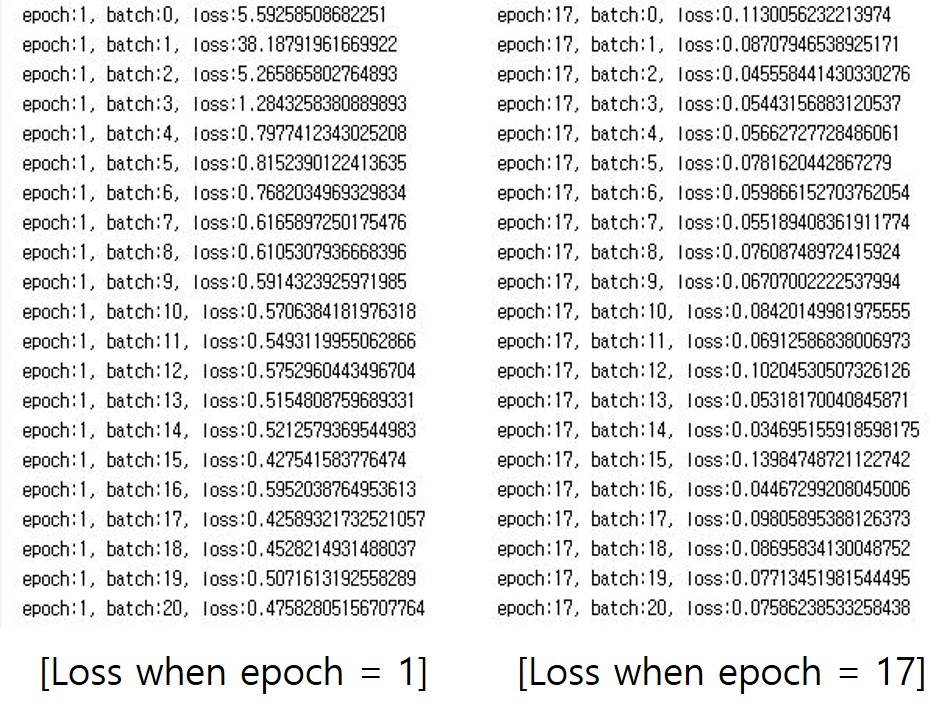 epoch:1, batch:0, loss:5.59258508682251
epoch:1, batch:1, loss:38.18791961669922
epoch:1, batch:2, loss:5.265865802764893
epoch:1, batch:3, loss:1.2843258380889893
epoch:1, batch:4, loss:0.7977412343025208
epoch:1, batch:5, loss:0.8152390122413635
epoch:1, batch:6, loss:0.7682034969329834
epoch:1, batch:7, loss:0.6165897250175476
epoch:1, batch:8, loss:0.6105307936668396
epoch:1, batch:9, loss:0.5914323925971985
epoch:1, batch:10, loss:0.5706384181976318
epoch:1, batch:11, loss:0.5493119955062866
epoch:1, batch:12, loss:0.5752960443496704
epoch:1, batch:13, loss:0.5154808759689331
epoch:1, batch:14, loss:0.5212579369544983
epoch:1, batch:15, loss:0.427541583776474
epoch:1, batch:16, loss:0.5952038764953613
epoch:1, batch:17, loss:0.42589321732521057
epoch:1, batch:18, loss:0.4528214931488037
epoch:1, batch:19, loss:0.5071613192558289
epoch:1, batch:20, loss:0.47582805156707764
[Loss when epoch = 1]
epoch:17, batch:0, loss:0.1130056232213974
epoch:17, batch:1, loss:0.08707946538925171
epoch:17, batch:2, loss:0.045558441430330276
epoch:17, batch:3, loss:0.05443156883120537
epoch:17, batch:4, loss:0.05662727728486061
epoch:17, batch:5, loss:0.0781620442867279
epoch:17, batch:6, loss:0.059866152703762054
epoch:17, batch:7, loss:0.055189408361911774
epoch:17, batch:8, loss:0.07608748972415924
epoch:17, batch:9, loss:0.06707002222537994
epoch:17, batch:10, loss:0.08420149981975555
epoch:17, batch:11, loss:0.06912586838006973
epoch:17, batch:12, loss:0.10204530507326126
epoch:17, batch:13, loss:0.05318170040845871
epoch:17, batch:14, loss:0.034695155918598175
epoch:17, batch:15, loss:0.13984748721122742
epoch:17, batch:16, loss:0.04467299208045006
epoch:17, batch:17, loss:0.09805895388126373
epoch:17, batch:18, loss:0.08695834130048752
epoch:17, batch:19, loss:0.07713451981544495
epoch:17, batch:20, loss:0.07586238533258438
[Loss when epoch = 17]